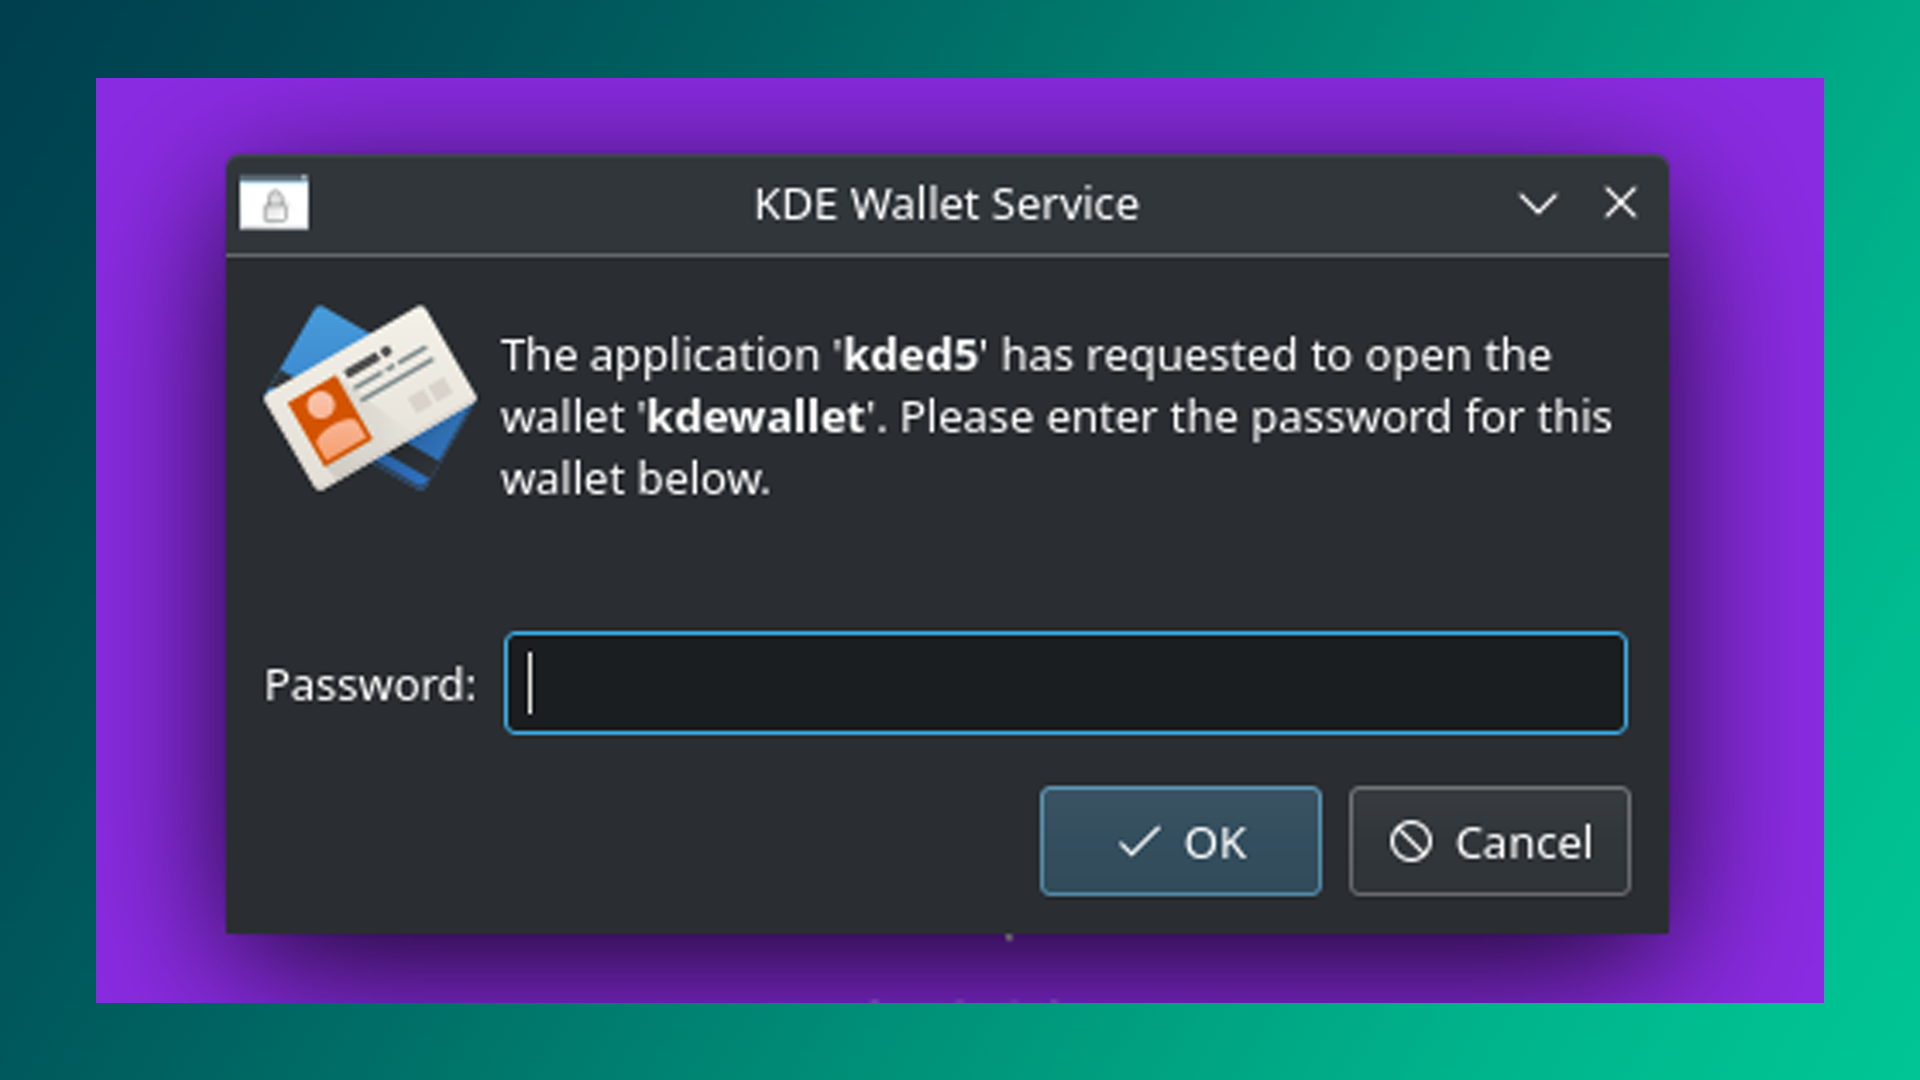 KDE Wallet Service
The application 'kded5' has requested to open the
wallet 'kdewallet'. Please enter the password for this
wallet below.
Password:
OK
Cancel